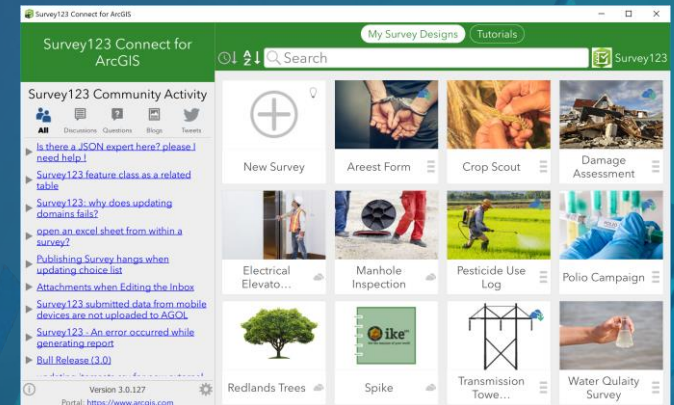 Survey123 Connect for ArcGIS
Survey123 Connect for
ArcGIS
My Survey Designs
Tutorials
Search
Survey123
Survey123 Community Activity
All
Discussions
Questions
Blogs
Tweets
Is there a JSON expert here? please I
need help !
Survey123 feature class as a related
table
Survey123: why does updating
domains fails?
open an excel sheet from within a
survey?
Publishing Survey hangs when
updating choice list
Attachments when Editing the Inbox
Survey123 submitted data from mobile
devices are not uploaded to AGOL
Survey123 - An error occurred while
generating report
Bull Release (3.0)
Version 3.0.127
Portal: https://www.arcgis.com
New Survey
Areest Form
Crop Scout
Damage
Assessment
Electrical
Elevato...
Manhole
Inspection
Pesticide Use
Log
POLIO
Polio Campaign
Redlands Trees
ike
Spike
Transmission
Towe...
Water Qulaity
Survey